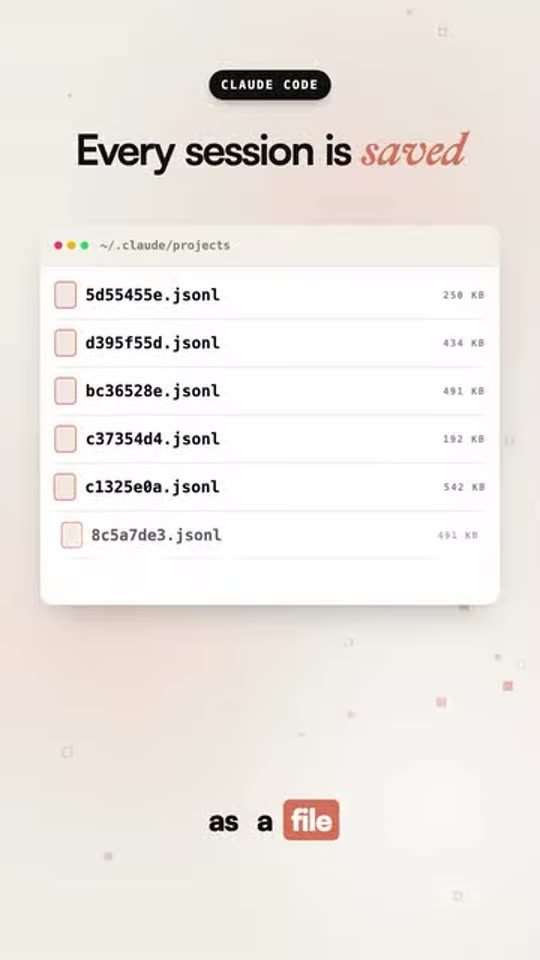 CLAUDE CODE
Every session is saved
~/.claude/projects
5d55455e.jsonl 250 KB
d395f55d.jsonl 434 KB
bc36528e.jsonl 491 KB
c37354d4.jsonl 192 KB
c1325e0a.jsonl 542 KB
8c5a7de3.jsonl 491 KB
as a file